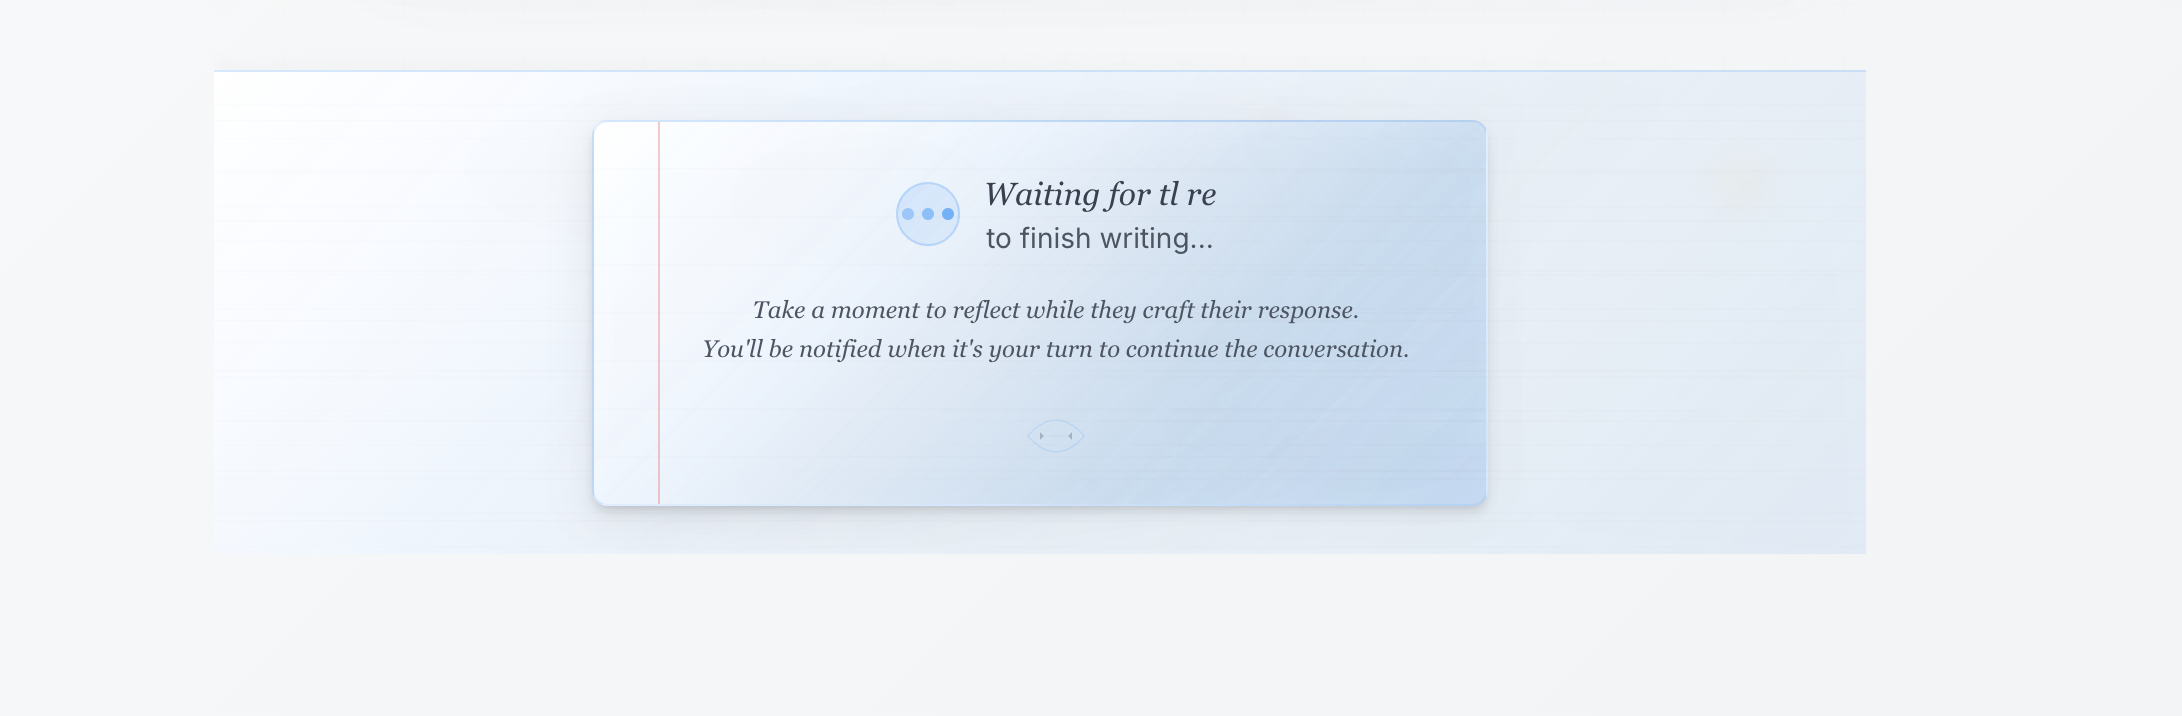 Waiting for tl re
to finish writing...
Take a moment to reflect while they craft their response.
You'll be notified when it's your turn to continue the conversation.